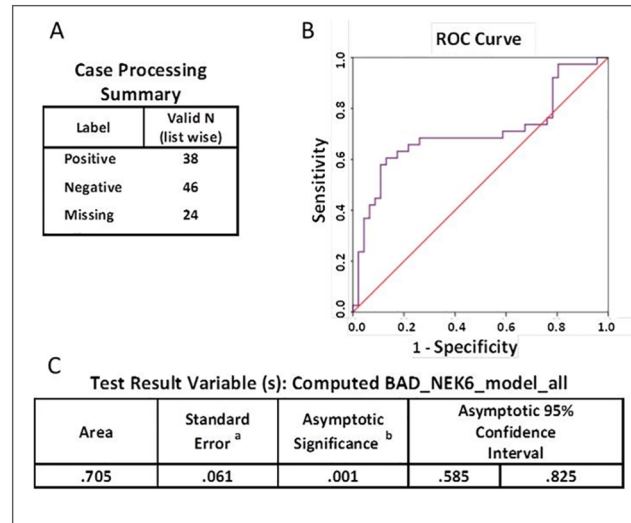 A
Case Processing
Summary
Label
Valid N
(list wise)
Positive 38
Negative 46
Missing 24
B
ROC Curve
Sensitivity
1.0
0.8
0.6
0.4
0.2
0.0
0.0 0.2 0.4 0.6 0.8 1.0
1 - Specificity
C
Test Result Variable (s): Computed BAD_NEK6_model_all
Area
Standard
Error a
Asymptotic
Significance b
Asymptotic 95%
Confidence
Interval
.705 .061 .001 .585 .825